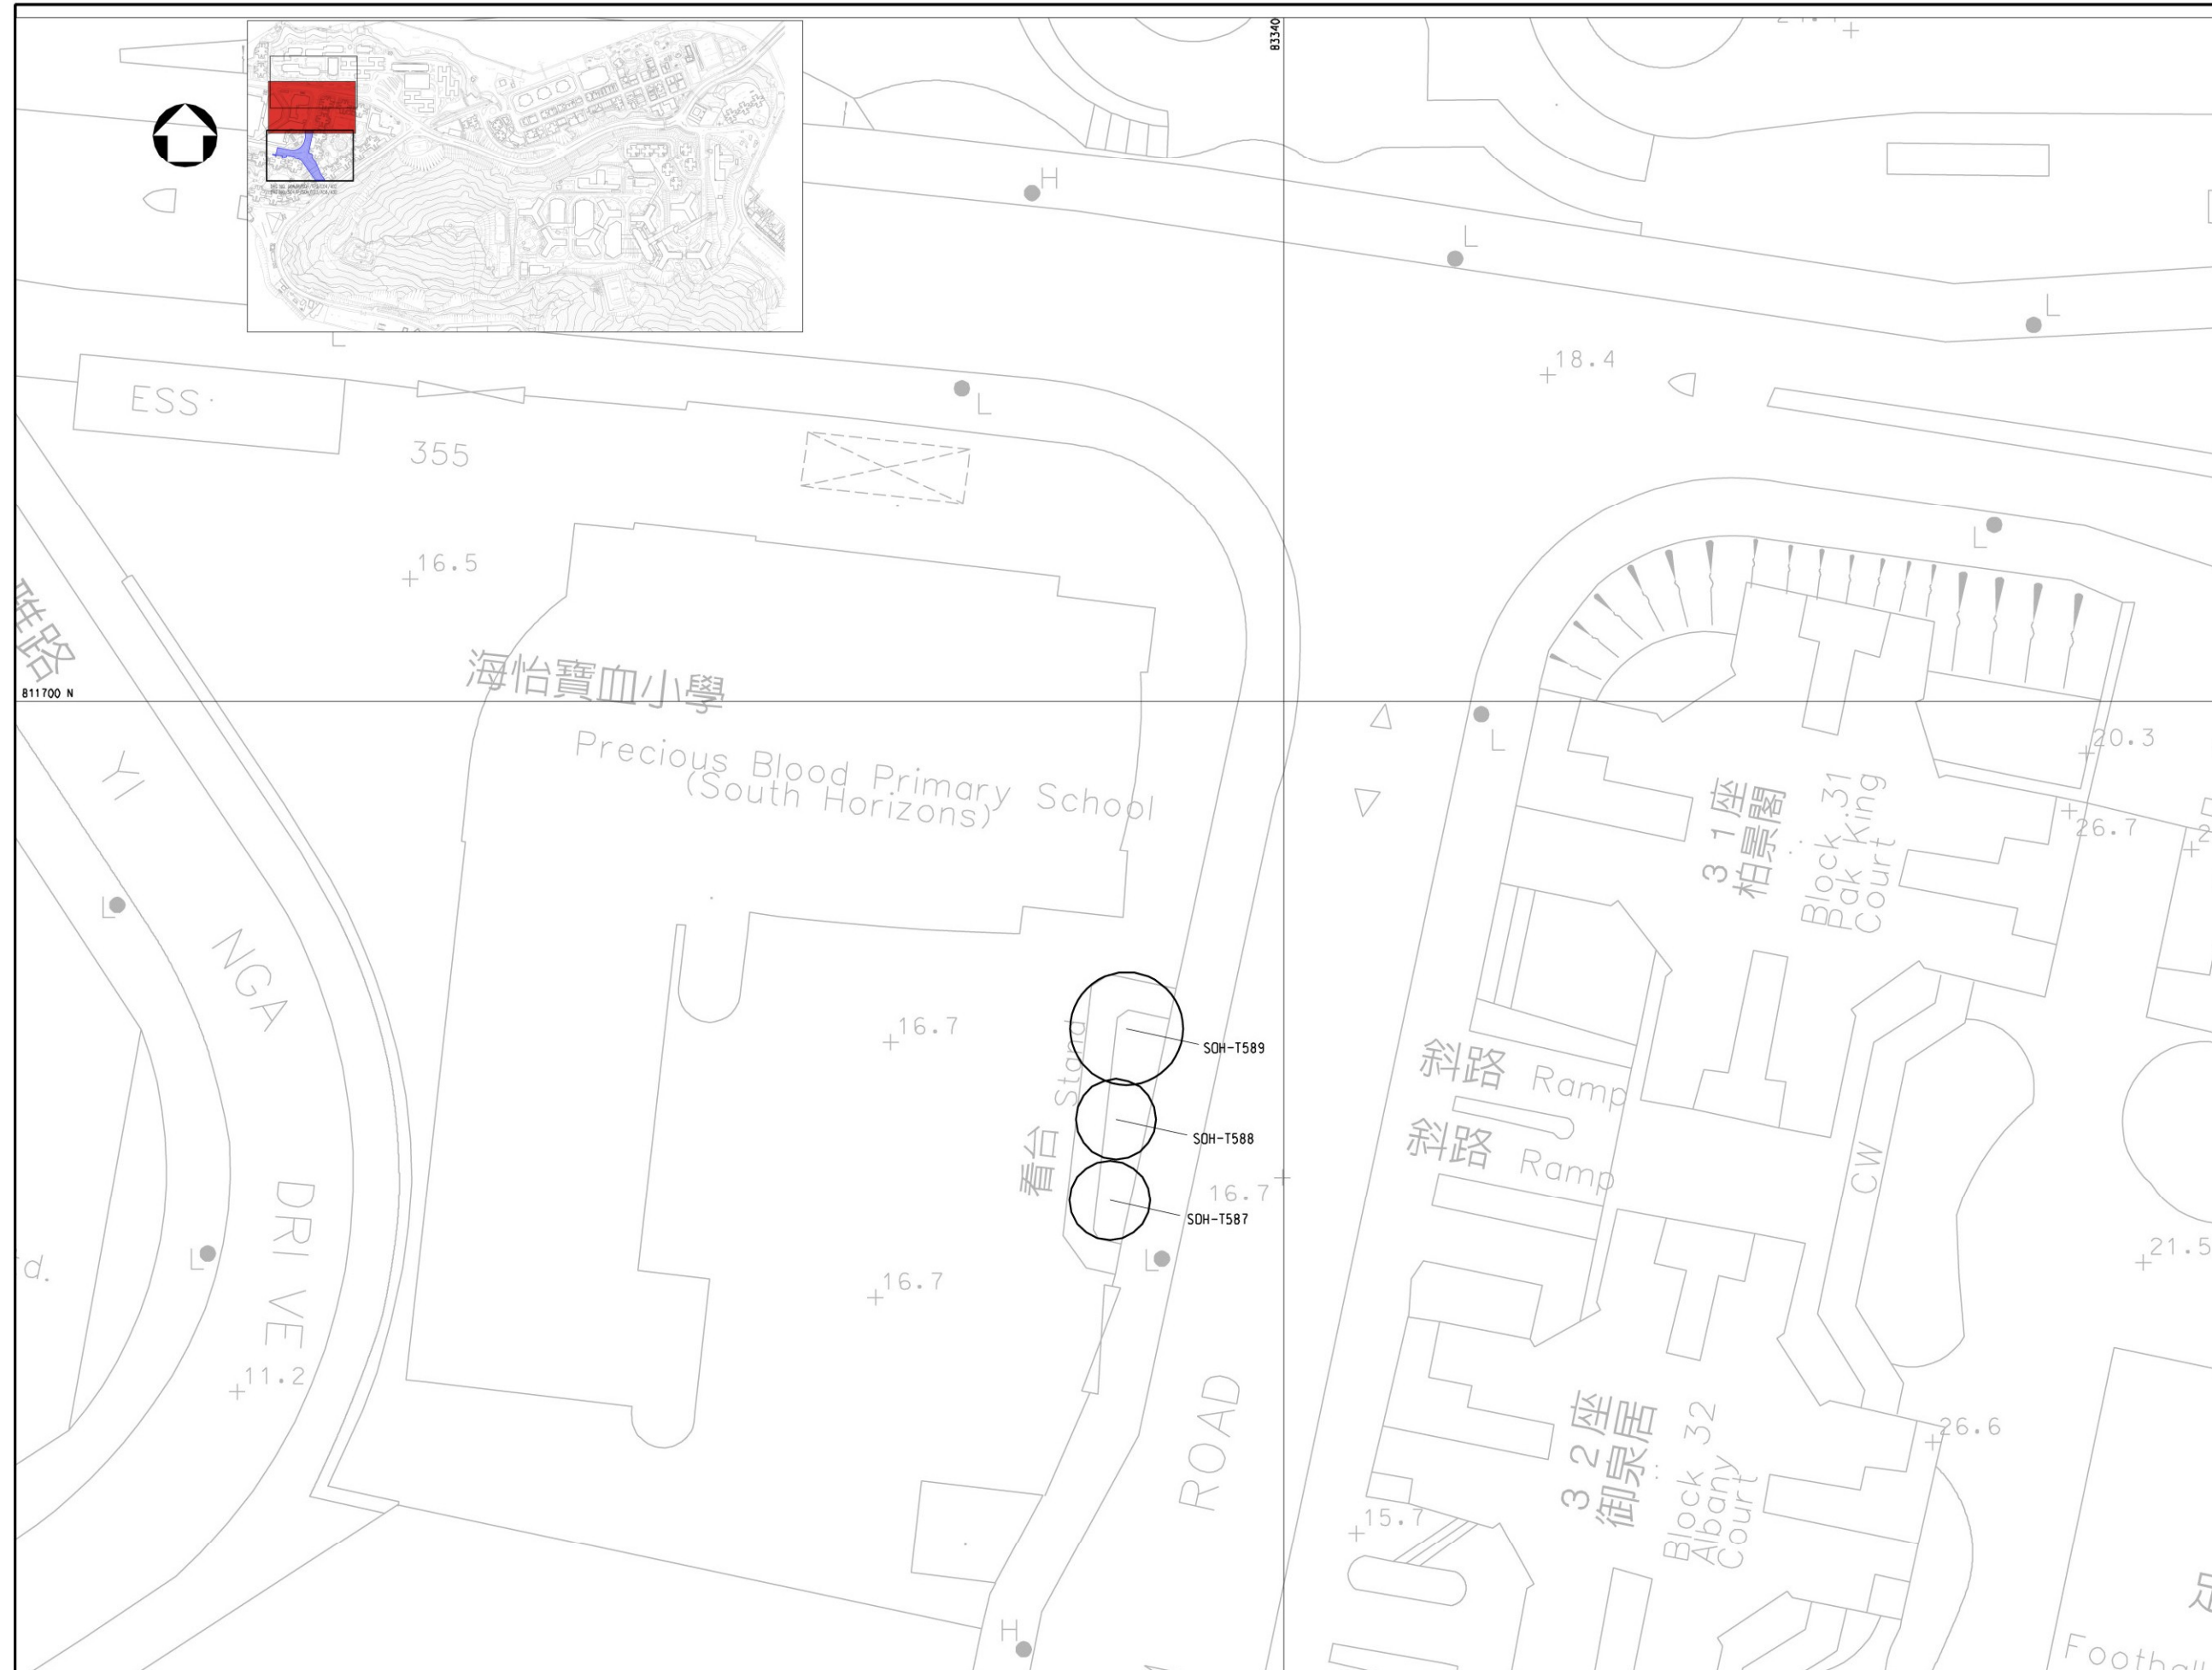 83340
H
L
L
18.4
L
L
ESS
355
L
16.5
海怡寶血小學
Precious Blood Primary School
(South Horizons)
811700 N
L
20.3
26.7
31座
柏景閣
Block 31
Pak King
Court
YI NGA DRIVE
L
16.7
看台 Stand
SOH-T589
SOH-T588
SOH-T587
斜路 Ramp
斜路 Ramp
CW
16.7
L
L
21.5
16.7
11.2
ROAD
32座
御泉居
Block 32
Albany
Court
26.6
15.7
H